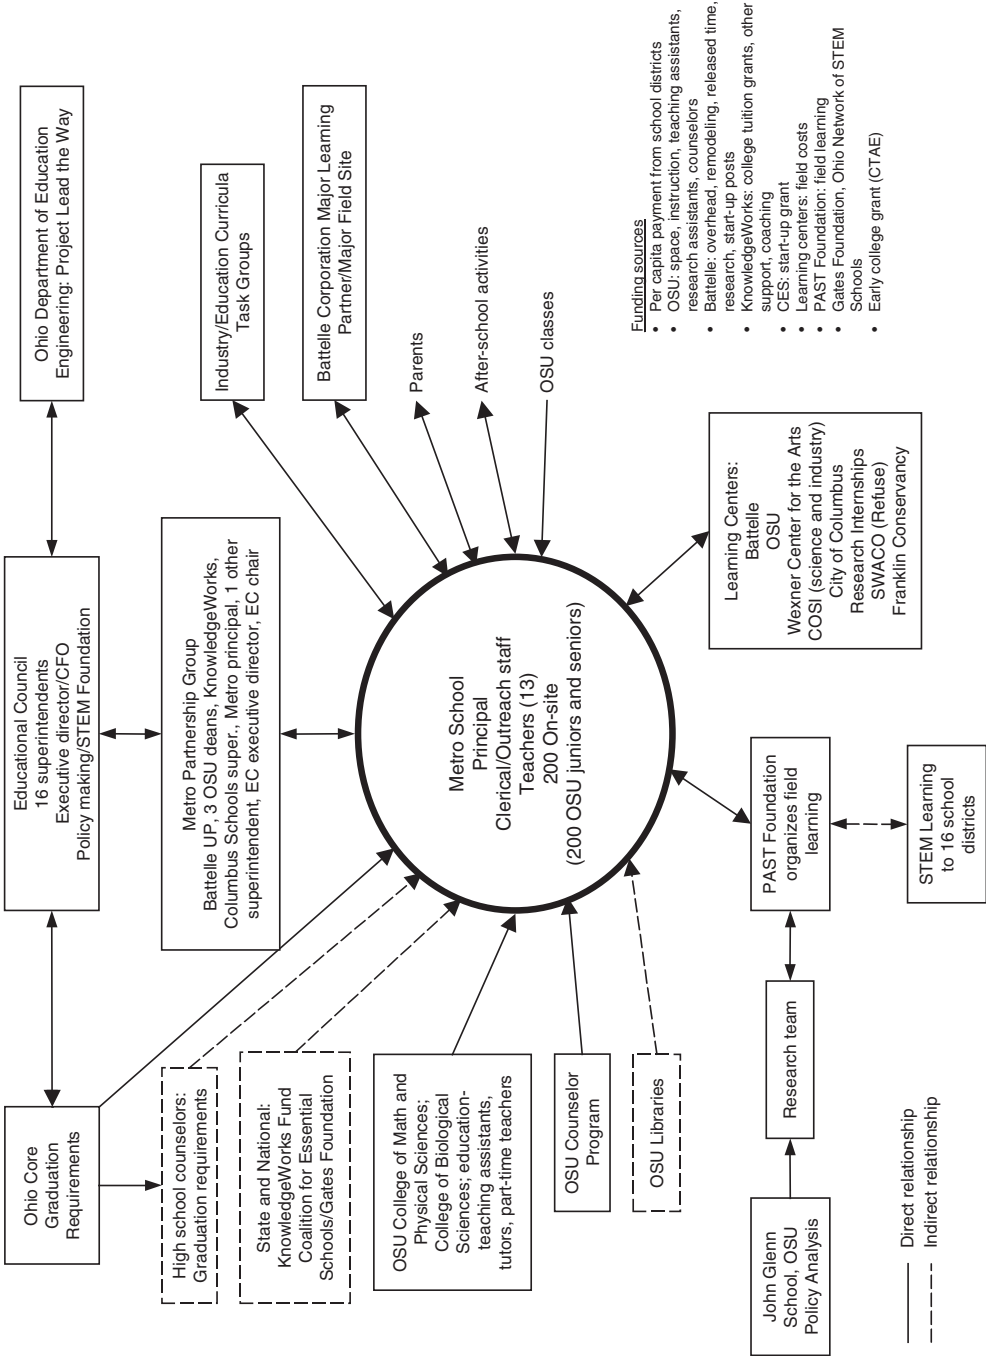 Ohio Core
Graduation
Requirements
Educational Council
16 superintendents
Executive director/CFO
Policy making/STEM Foundation
Ohio Department of Education
Engineering: Project Lead the Way
High school counselors:
Graduation requirements
Metro Partnership Group
Battelle UP, 3 OSU deans, KnowledgeWorks,
Columbus Schools super., Metro principal, 1 other
superintendent, EC executive director, EC chair
Industry/Education Curricula
Task Groups
State and National:
KnowledgeWorks Fund
Coalition for Essential
Schools/Gates Foundation
Battelle Corporation Major Learning
Partner/Major Field Site
OSU College of Math and
Physical Sciences;
College of Biological
Sciences; education-
teaching assistants,
tutors, part-time teachers
Metro School
Principal
Clerical/Outreach staff
Teachers (13)
200 On-site
(200 OSU juniors and seniors)
Parents
After-school activities
OSU classes
OSU Counselor
Program
OSU Libraries
Learning Centers:
Battelle
OSU
Wexner Center for the Arts
COSI (science and industry)
City of Columbus
Research Internships
SWACO (Refuse)
Franklin Conservancy
Funding sources
• Per capita payment from school districts
• OSU: space, instruction, teaching assistants,
research assistants, counselors
• Battelle: overhead, remodeling, released time,
research, start-up posts
• KnowledgeWorks: college tuition grants, other
support, coaching
• CES: start-up grant
• Learning centers: field costs
• PAST Foundation: field learning
• Gates Foundation, Ohio Network of STEM
Schools
• Early college grant (CTAE)
John Glenn
School, OSU
Policy Analysis
Research team
PAST Foundation
organizes field
learning
STEM Learning
to 16 school
districts
Direct relationship
Indirect relationship